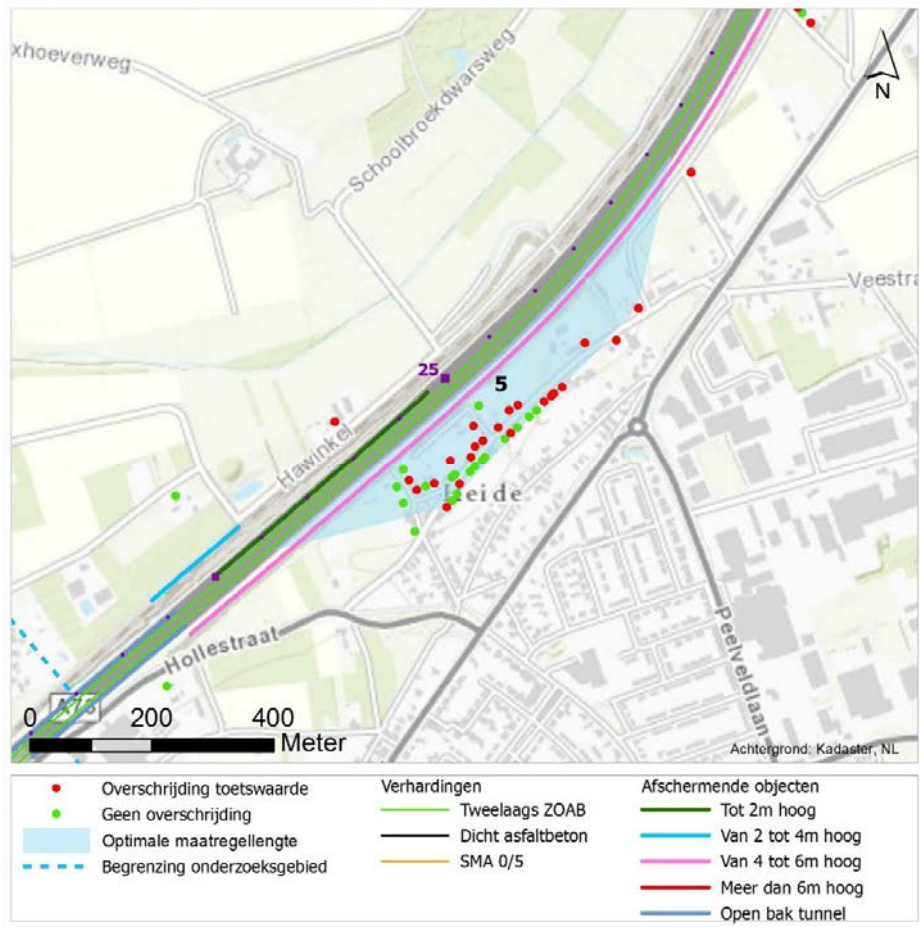 xhoeverweg
Schoolbroekdwarsweg
N
Veestra
25
5
Hawinkel
Heide
Hollestraat
Peelveldlaan
A73
0 200 400
Meter
Achtergrond: Kadaster, NL
Overschrijding toetswaarde
Geen overschrijding
Optimale maatregellengte
Begrenzing onderzoeksgebied
Verhardingen
Tweelaags ZOAB
Dicht asfaltbeton
SMA 0/5
Afschermende objecten
Tot 2m hoog
Van 2 tot 4m hoog
Van 4 tot 6m hoog
Meer dan 6m hoog
Open bak tunnel